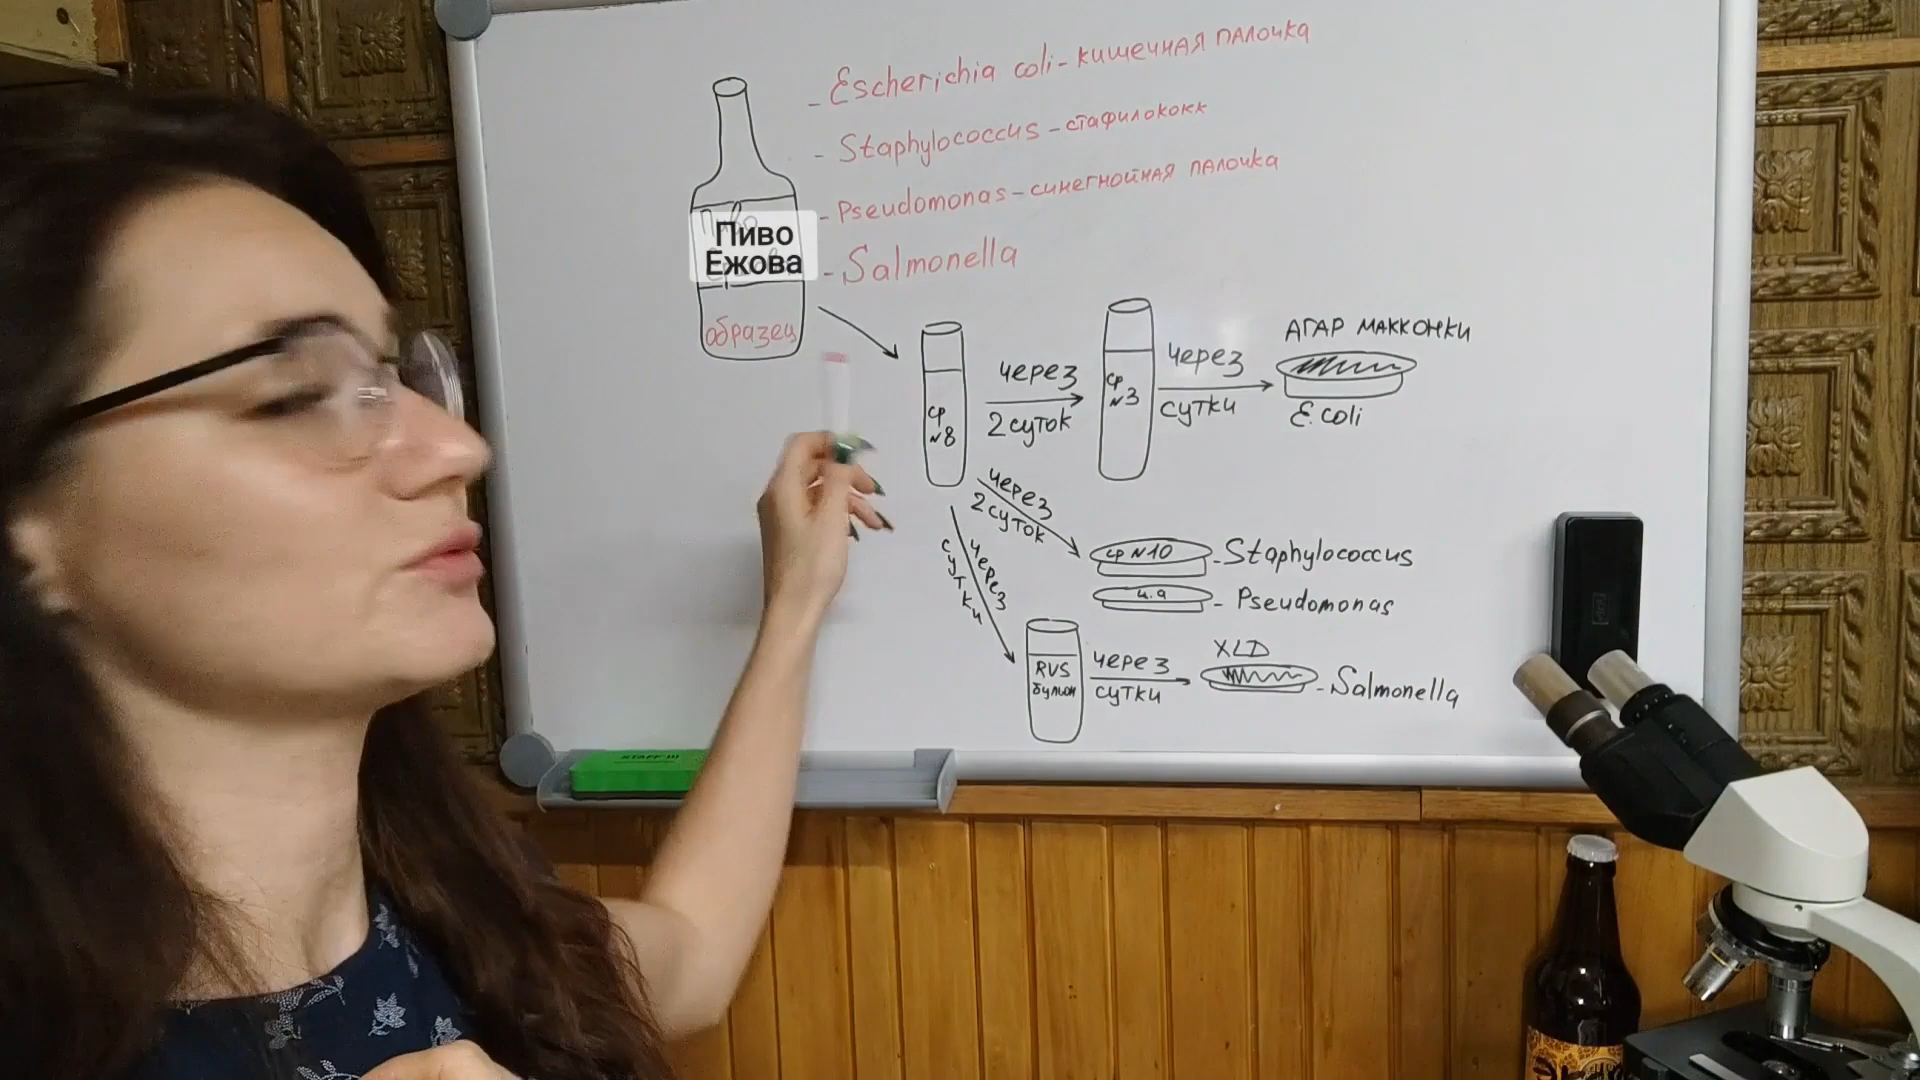 - Escherichia coli - кишечная палочка
- Staphylococcus - стафилококк
- Pseudomonas - синегнойная палочка
- Salmonella
Пиво
Ежова
образец
ср
№8
через
2 суток
ср
№3
через
сутки
АГАР МАККОНКИ
E. coli
через
2 суток
ср №10
- Staphylococcus
ц.а
- Pseudomonas
через
сутки
RVS
бульон
через
сутки
XLD
- Salmonella
STAFF